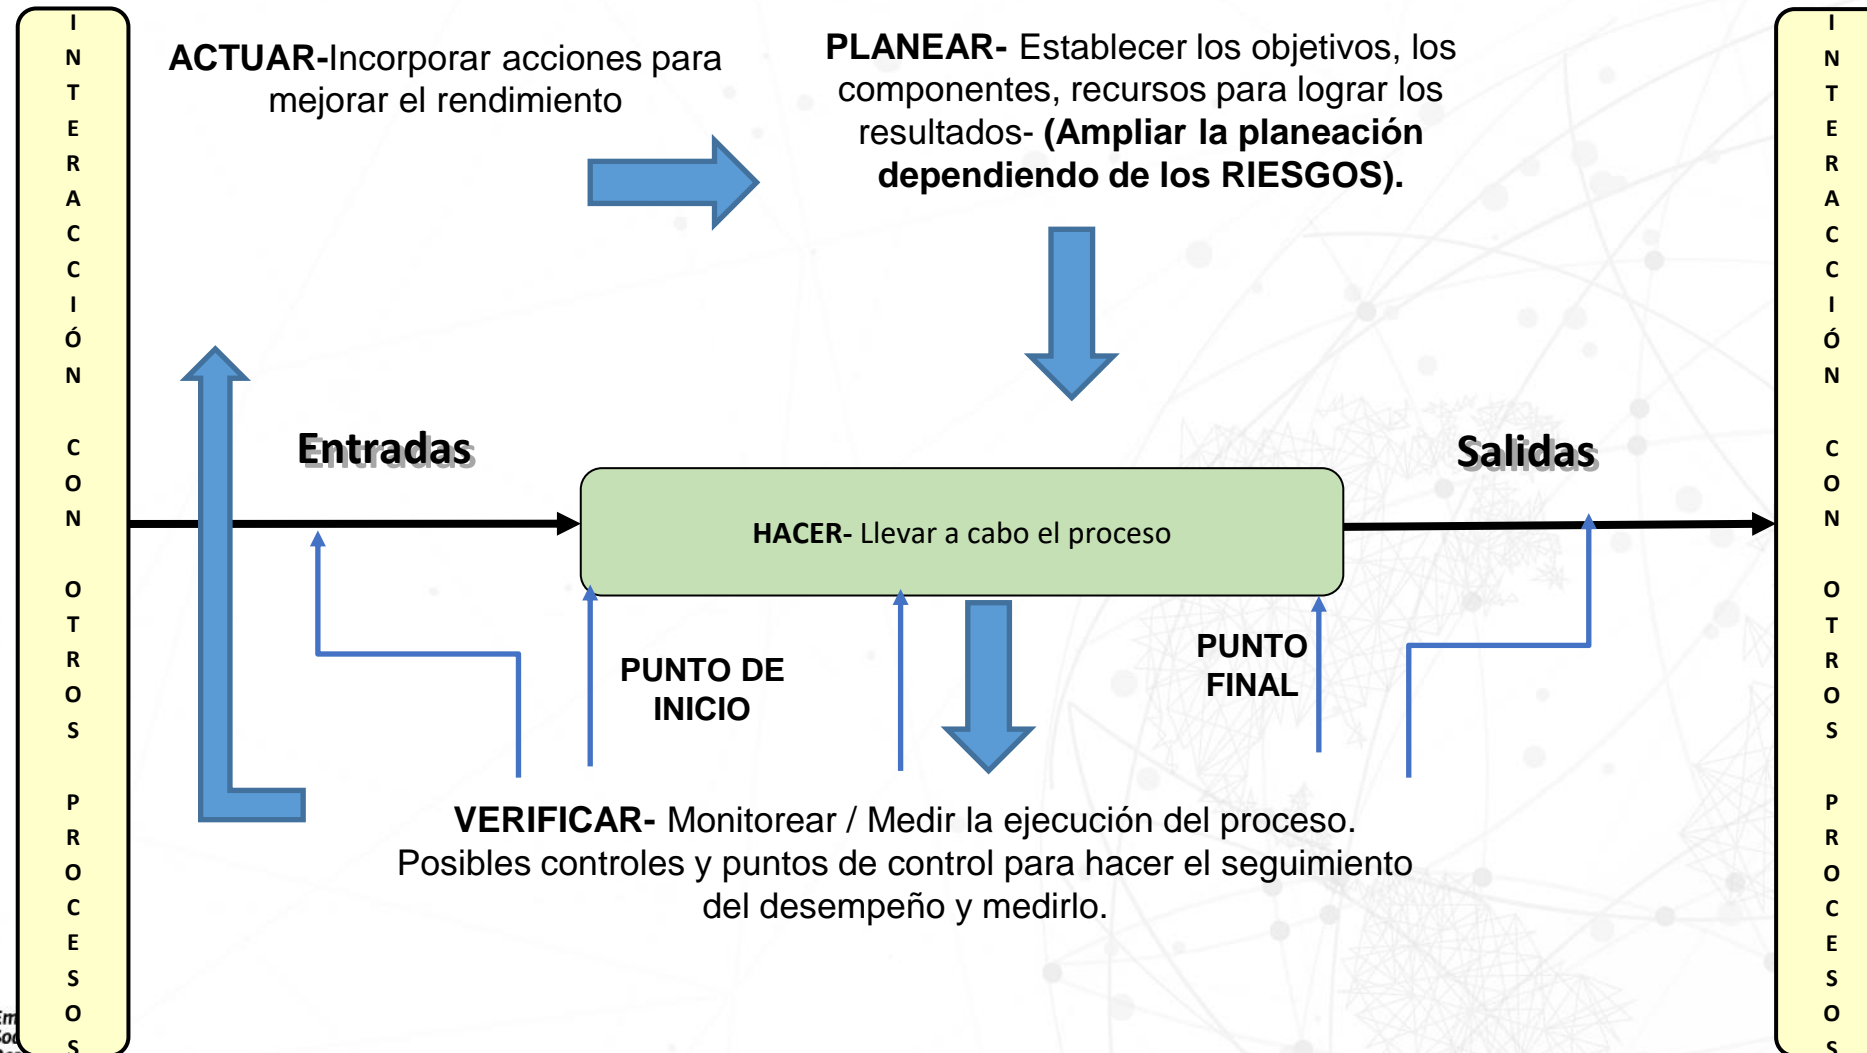 INTERACCIÓN CON OTROS PROCESOS
ACTUAR-Incorporar acciones para
mejorar el rendimiento
PLANEAR- Establecer los objetivos, los
componentes, recursos para lograr los
resultados- (Ampliar la planeación
dependiendo de los RIESGOS).
Entradas
Salidas
HACER- Llevar a cabo el proceso
PUNTO DE
INICIO
PUNTO
FINAL
VERIFICAR- Monitorear / Medir la ejecución del proceso.
Posibles controles y puntos de control para hacer el seguimiento
del desempeño y medirlo.
INTERACCIÓN CON OTROS PROCESOS